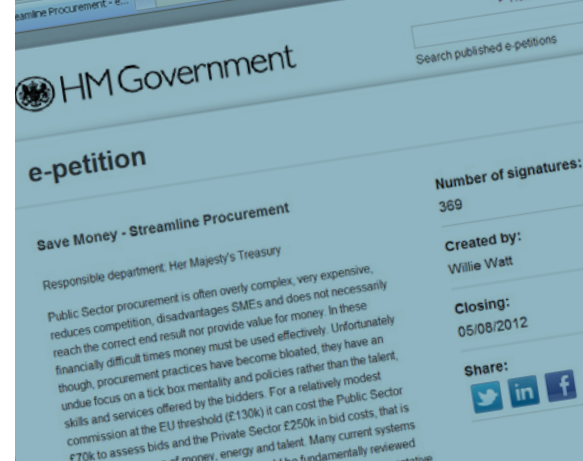 Streamline Procurement - e...
HM Government
Search published e-petitions
e-petition
Number of signatures:
369
Save Money - Streamline Procurement
Created by:
Willie Watt
Responsible department: Her Majesty's Treasury
Closing:
05/08/2012
Public Sector procurement is often overly complex, very expensive,
reduces competition, disadvantages SMEs and does not necessarily
reach the correct end result nor provide value for money. In these
financially difficult times money must be used effectively. Unfortunately
though, procurement practices have become bloated, they have an
undue focus on a tick box mentality and policies rather than the talent,
skills and services offered by the bidders. For a relatively modest
commission at the EU threshold (£130k) it can cost the Public Sector
£70k to assess bids and the Private Sector £250k in bid costs, that is
of money, energy and talent. Many current systems
be fundamentally reviewed
Share:
in
f